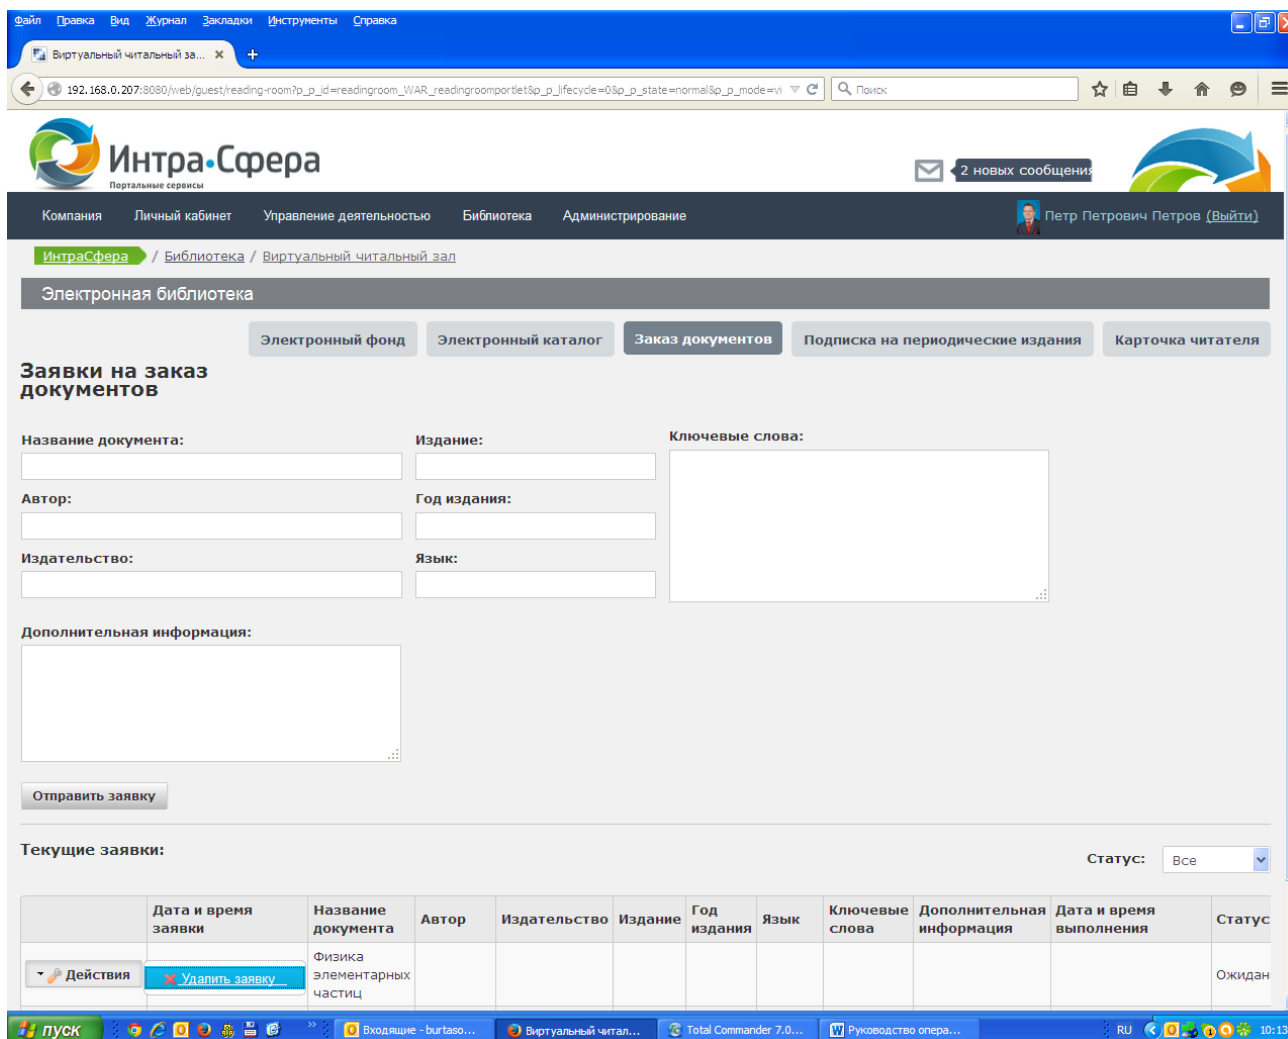 Файл Правка Вид Журнал Закладки Инструменты Справка
Виртуальный читальный за... × +
192.168.0.207:8080/web/guest/reading-room?p_p_id=readingroom_WAR_readingroomportlet&p_p_lifecycle=0&p_p_state=normal&p_p_mode=vi Поиск
Интра•Сфера
Портальные сервисы
2 новых сообщения
Компания Личный кабинет Управление деятельностью Библиотека Администрирование Петр Петрович Петров (Выйти)
ИнтраСфера / Библиотека / Виртуальный читальный зал
Электронная библиотека
Электронный фонд Электронный каталог Заказ документов Подписка на периодические издания Карточка читателя
Заявки на заказ
документов
Название документа: Издание: Ключевые слова:
Автор: Год издания:
Издательство: Язык:
Дополнительная информация:
Отправить заявку
Текущие заявки:
Статус: Все
Дата и время заявки Название документа Автор Издательство Издание Год издания Язык Ключевые слова Дополнительная информация Дата и время выполнения Статус
Действия Удалить заявку Физика элементарных частиц Ожидан
пуск Входящие - burtaso... Виртуальный читал... Total Commander 7.0... Руководство опера... RU 10:13